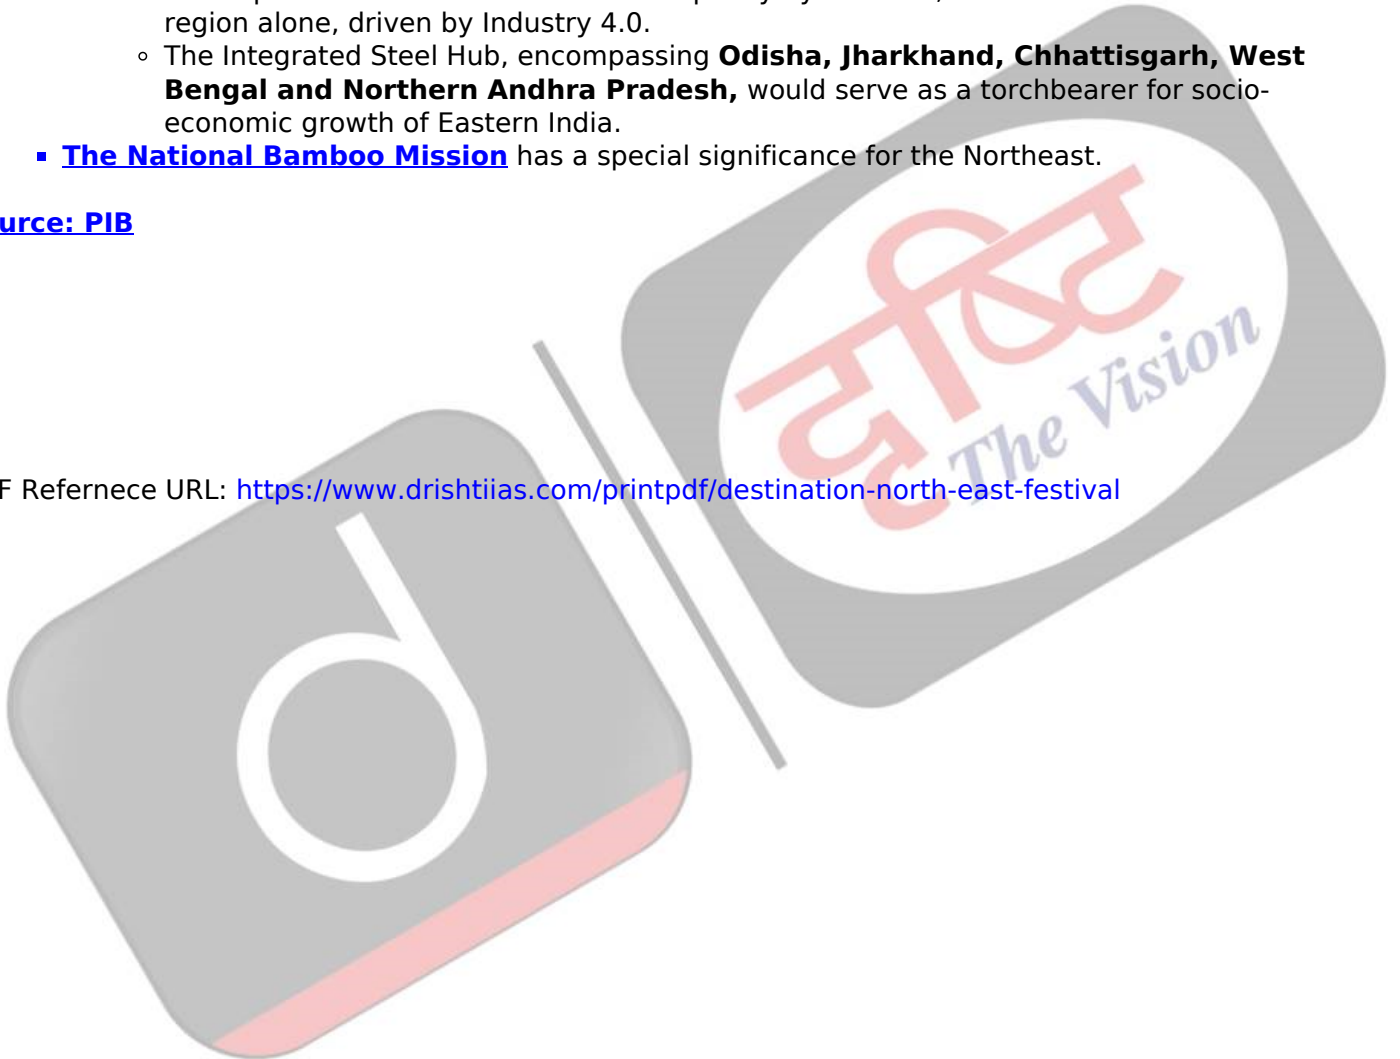 region alone, driven by Industry 4.0.
The Integrated Steel Hub, encompassing Odisha, Jharkhand, Chhattisgarh, West
Bengal and Northern Andhra Pradesh, would serve as a torchbearer for socio-
economic growth of Eastern India.
The National Bamboo Mission has a special significance for the Northeast.
urce: PIB
दृष्टि
The Vision
F Refernece URL: https://www.drishtiias.com/printpdf/destination-north-east-festival
d